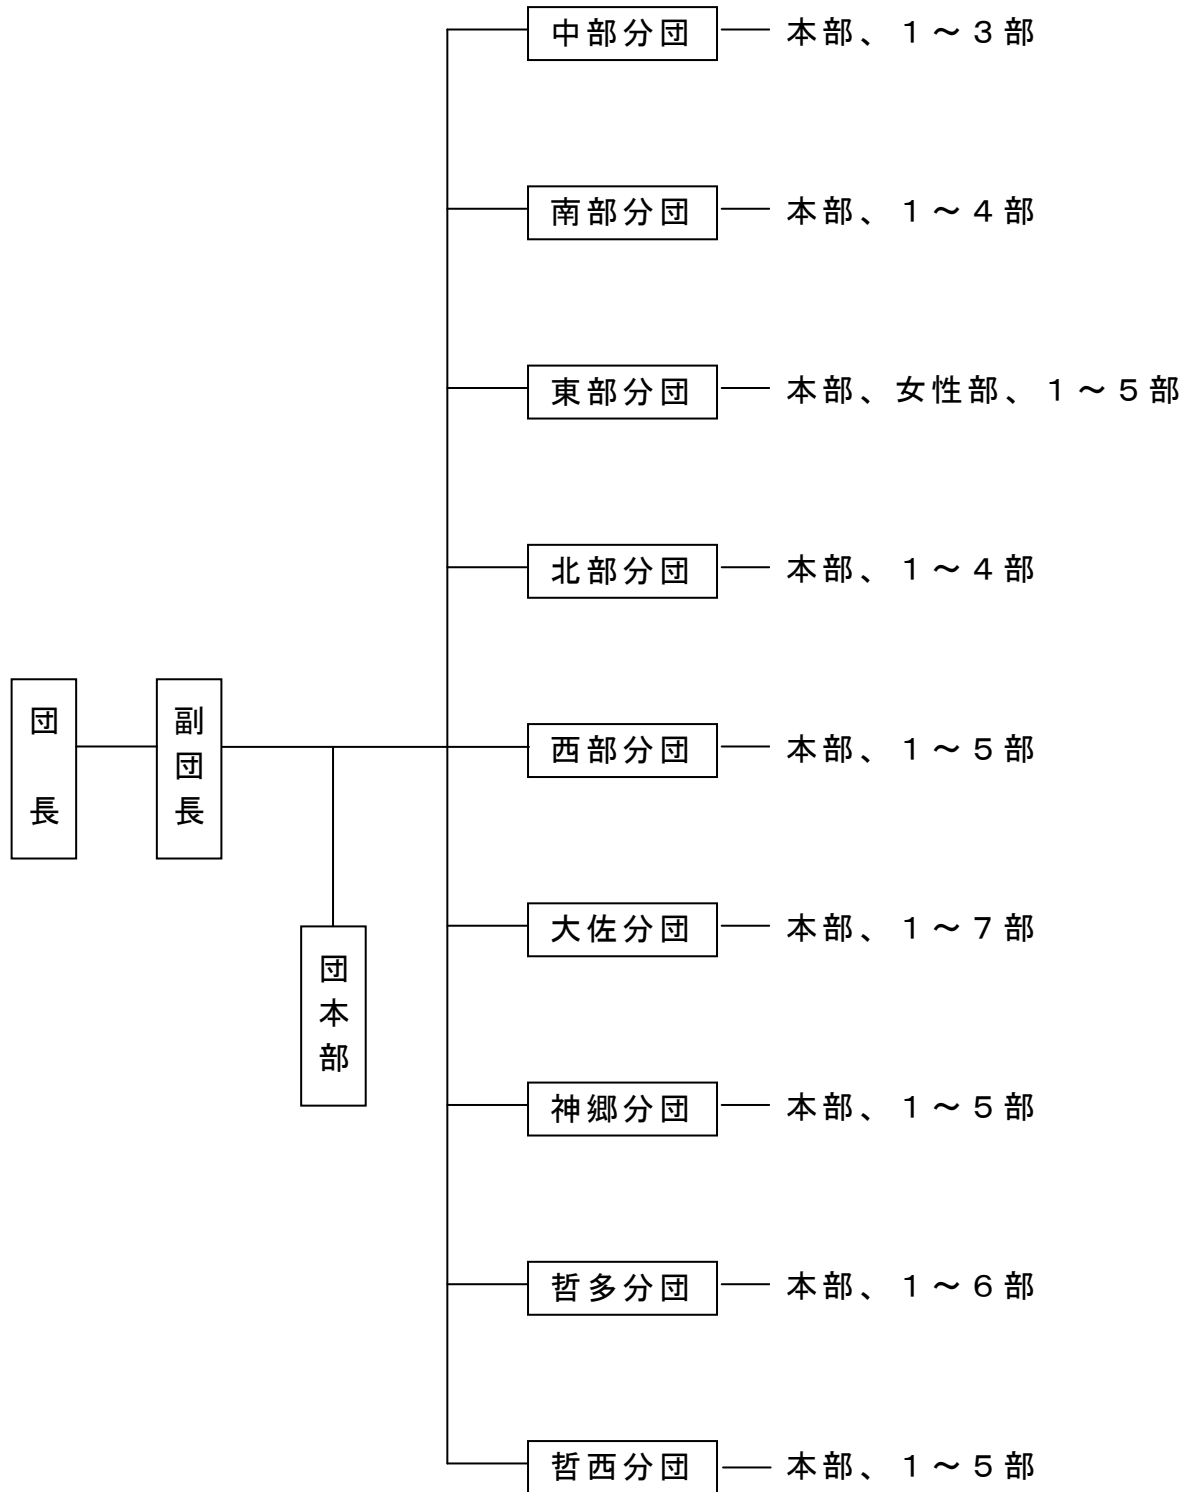 中部分団 本部、１～３部
南部分団 本部、１～４部
東部分団 本部、女性部、１～５部
北部分団 本部、１～４部
団長
副団長
西部分団 本部、１～５部
大佐分団 本部、１～７部
団本部
神郷分団 本部、１～５部
哲多分団 本部、１～６部
哲西分団 本部、１～５部